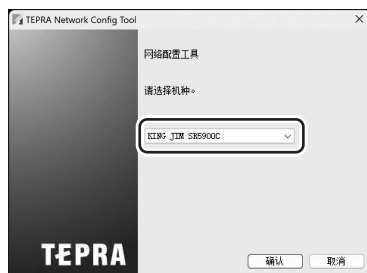 TEPRA Network Config Tool
网络配置工具
请选择机种。
KING JIM SR5900C
TEPRA
确认
取消